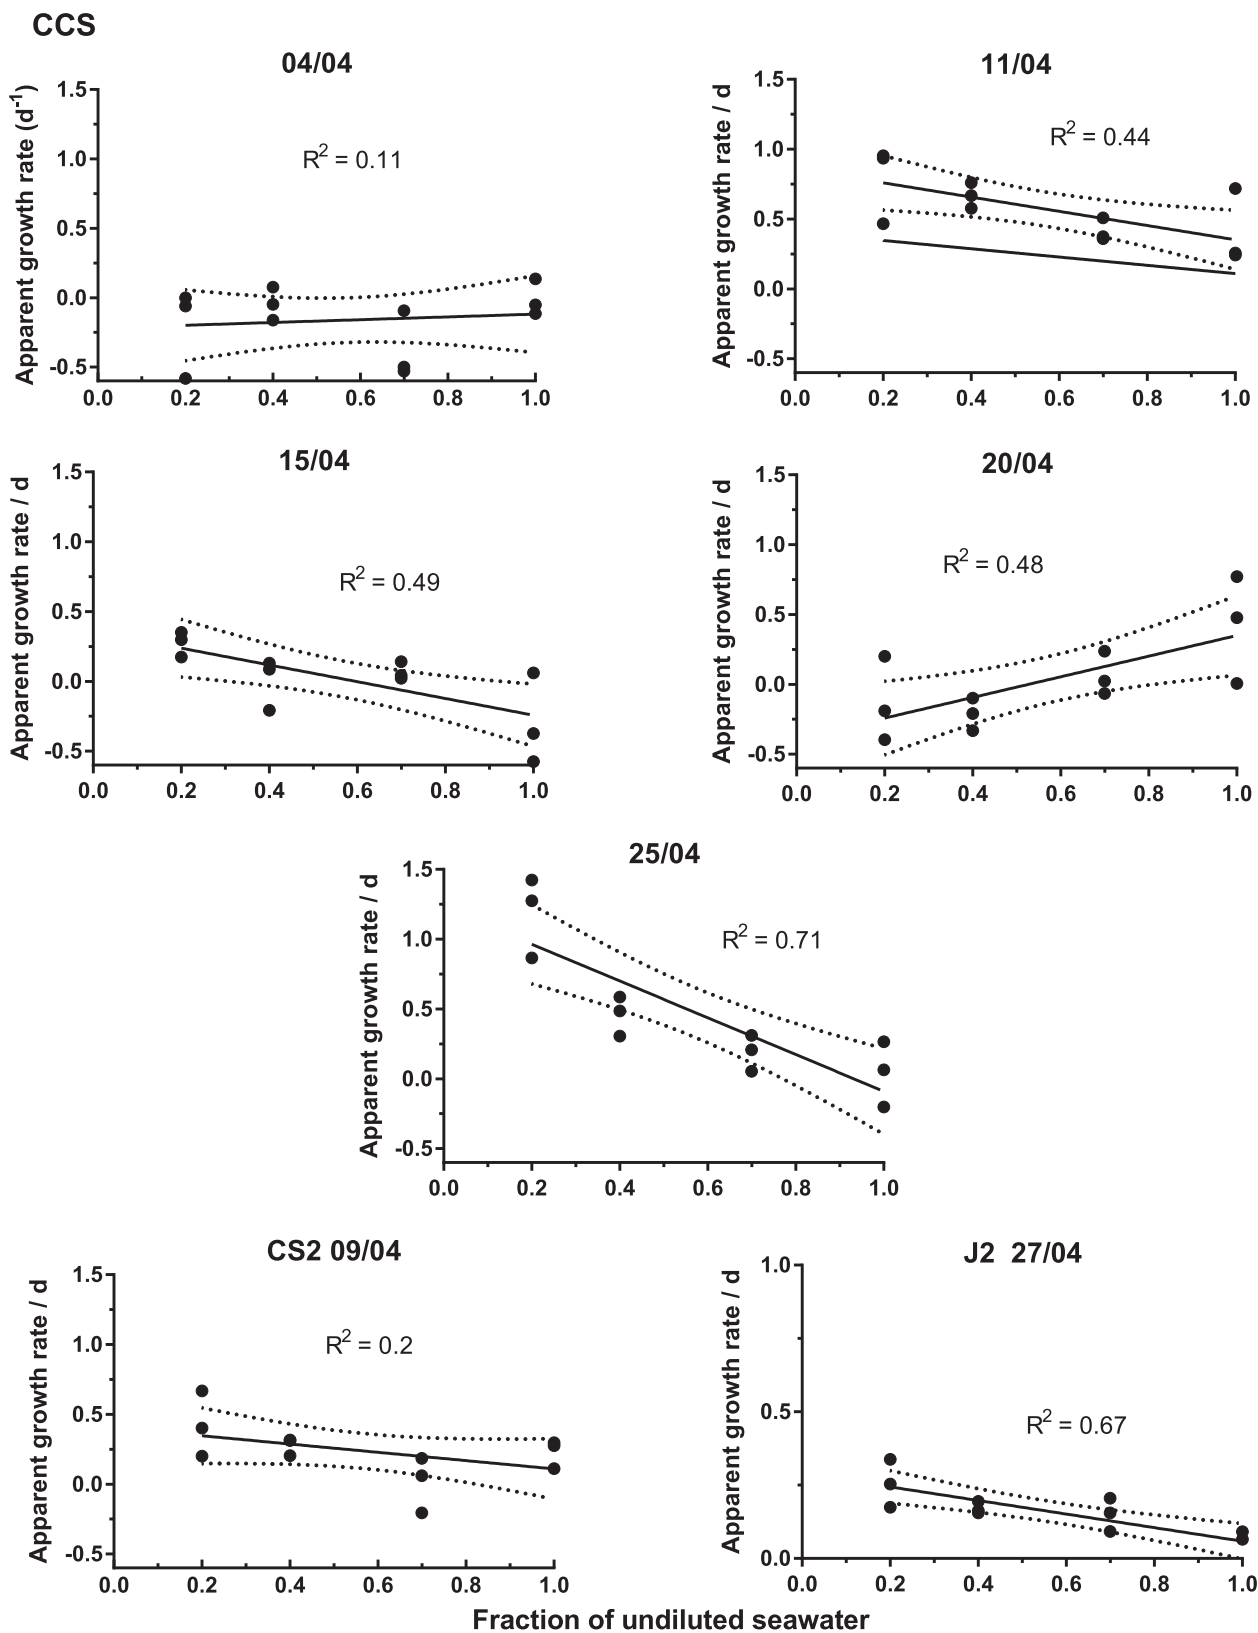 CCS
04/04
Apparent growth rate (d-1)
1.5
1.0
0.5
0.0
-0.5
R2 = 0.11
0.0 0.2 0.4 0.6 0.8 1.0
11/04
Apparent growth rate / d
1.5
1.0
0.5
0.0
-0.5
R2 = 0.44
0.0 0.2 0.4 0.6 0.8 1.0
15/04
Apparent growth rate / d
1.5
1.0
0.5
0.0
-0.5
R2 = 0.49
0.0 0.2 0.4 0.6 0.8 1.0
20/04
Apparent growth rate / d
1.5
1.0
0.5
0.0
-0.5
R2 = 0.48
0.0 0.2 0.4 0.6 0.8 1.0
25/04
Apparent growth rate / d
1.5
1.0
0.5
0.0
-0.5
R2 = 0.71
0.0 0.2 0.4 0.6 0.8 1.0
CS2 09/04
Apparent growth rate / d
1.5
1.0
0.5
0.0
-0.5
R2 = 0.2
0.0 0.2 0.4 0.6 0.8 1.0
J2 27/04
Apparent growth rate / d
1.0
0.5
0.0
R2 = 0.67
0.0 0.2 0.4 0.6 0.8 1.0
Fraction of undiluted seawater